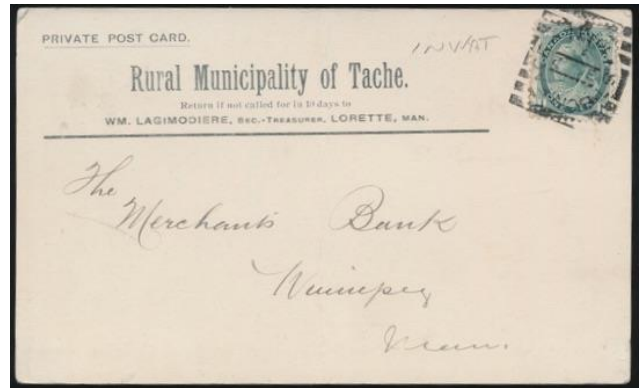 PRIVATE POST CARD.
Rural Municipality of Tache.
Return if not called for in 10 days to
WM. LAGIMODIERE, SEC.-TREASURER, LORETTE, MAN.
The
Merchants Bank
Winnipeg
Man.